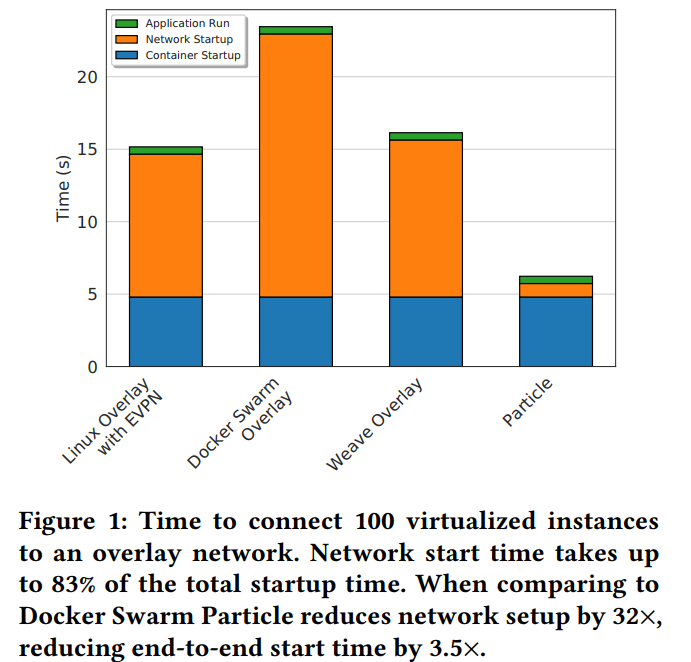 Application Run
Network Startup
Container Startup
20
15
10
5
0
Time (s)
Linux Overlay
with EVPN
Docker Swarm
Overlay
Weave Overlay
Particle
Figure 1: Time to connect 100 virtualized instances
to an overlay network. Network start time takes up
to 83% of the total startup time. When comparing to
Docker Swarm Particle reduces network setup by 32×,
reducing end-to-end start time by 3.5×.